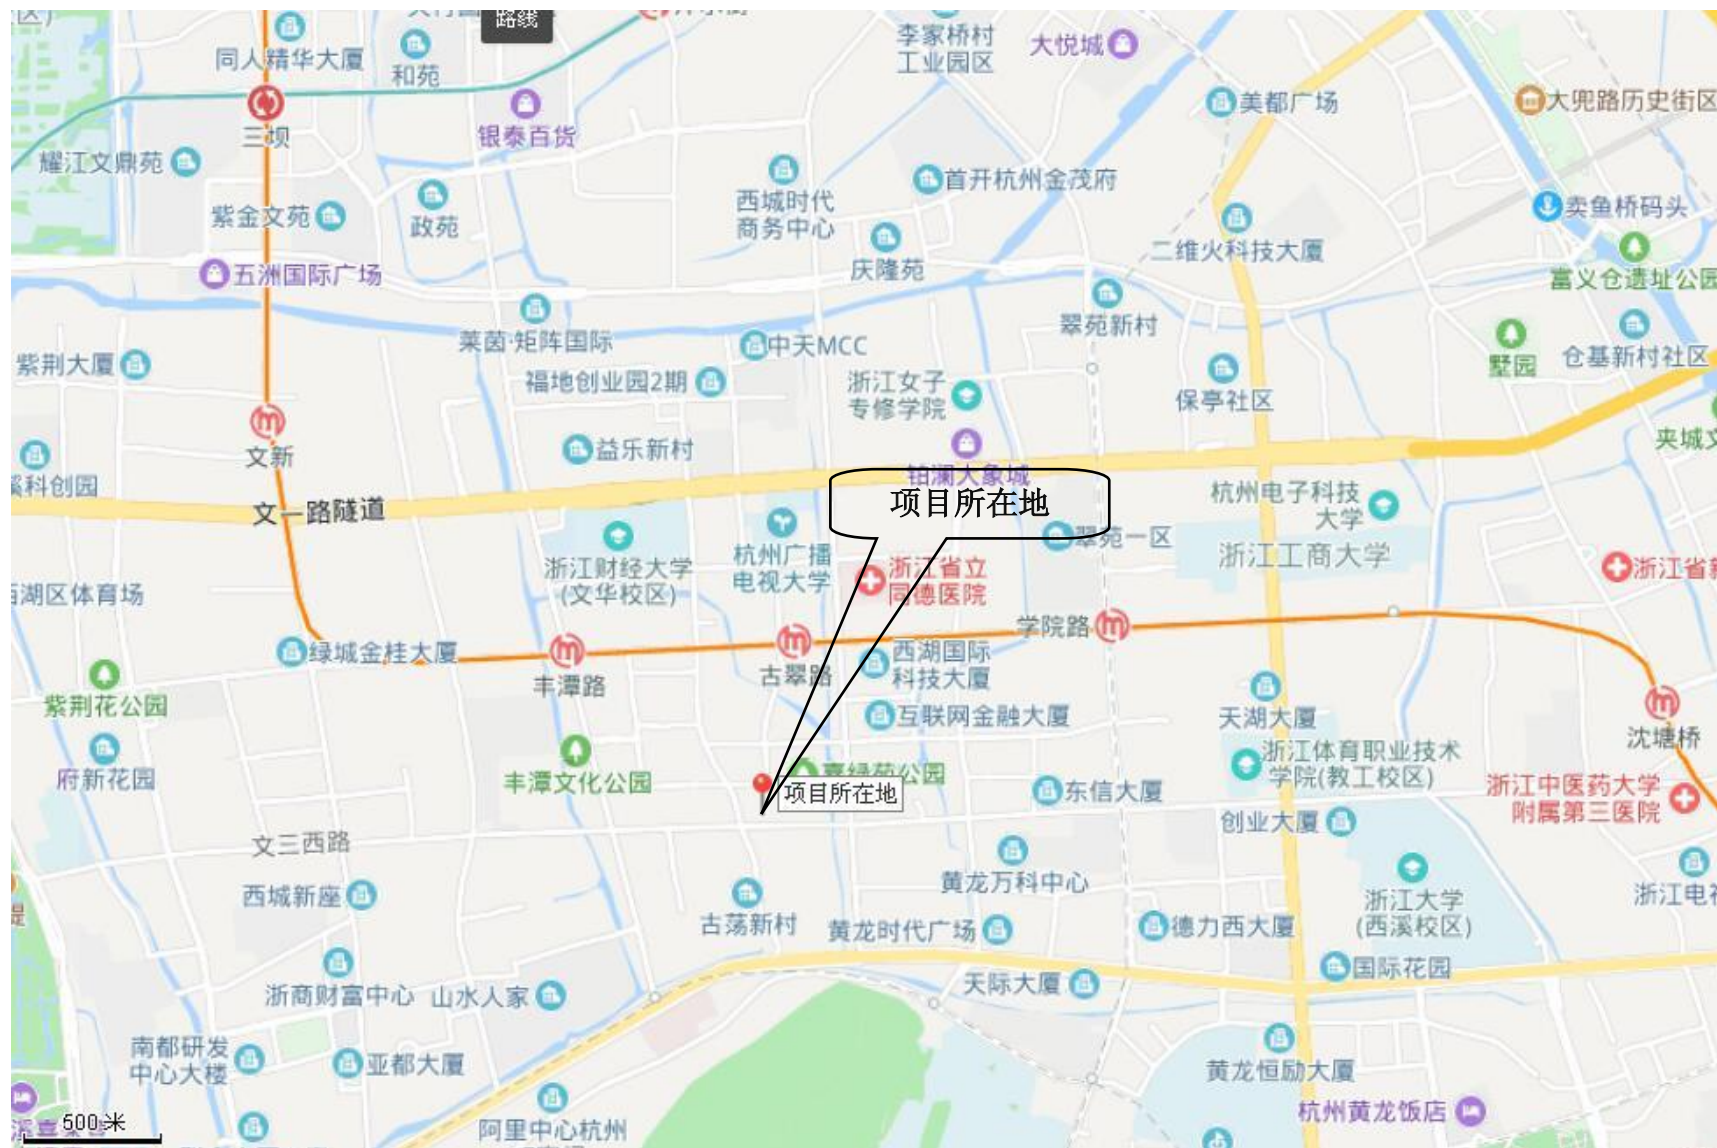 路线
同人精华大厦
和苑
李家桥村
工业园区
大悦城
美都广场
大兜路历史街区
三坝
银泰百货
耀江文鼎苑
紫金文苑
政苑
西城时代
商务中心
首开杭州金茂府
卖鱼桥码头
五洲国际广场
庆隆苑
二维火科技大厦
富义仓遗址公园
莱茵·矩阵国际
中天MCC
翠苑新村
紫荆大厦
福地创业园2期
浙江女子
专修学院
保亭社区
墅园
仓基新村社区
文新
益乐新村
铂澜大象城
夹城
科创园
文一路隧道
项目所在地
杭州电子科技
大学
浙江财经大学
(文华校区)
杭州广播
电视大学
浙江省立
同德医院
翠苑一区
浙江工商大学
浙江省
湖区体育场
绿城金桂大厦
丰潭路
古翠路
西湖国际
科技大厦
学院路
紫荆花公园
互联网金融大厦
天湖大厦
沈塘桥
府新花园
丰潭文化公园
嘉绿苑公园
项目所在地
东信大厦
浙江体育职业技术
学院(教工校区)
浙江中医药大学
附属第三医院
文三西路
创业大厦
西城新座
古荡新村
黄龙万科中心
黄龙时代广场
德力西大厦
浙江大学
(西溪校区)
浙江电
浙商财富中心
山水人家
天际大厦
国际花园
南都研发
中心大楼
亚都大厦
黄龙恒励大厦
500米
阿里中心杭州
杭州黄龙饭店